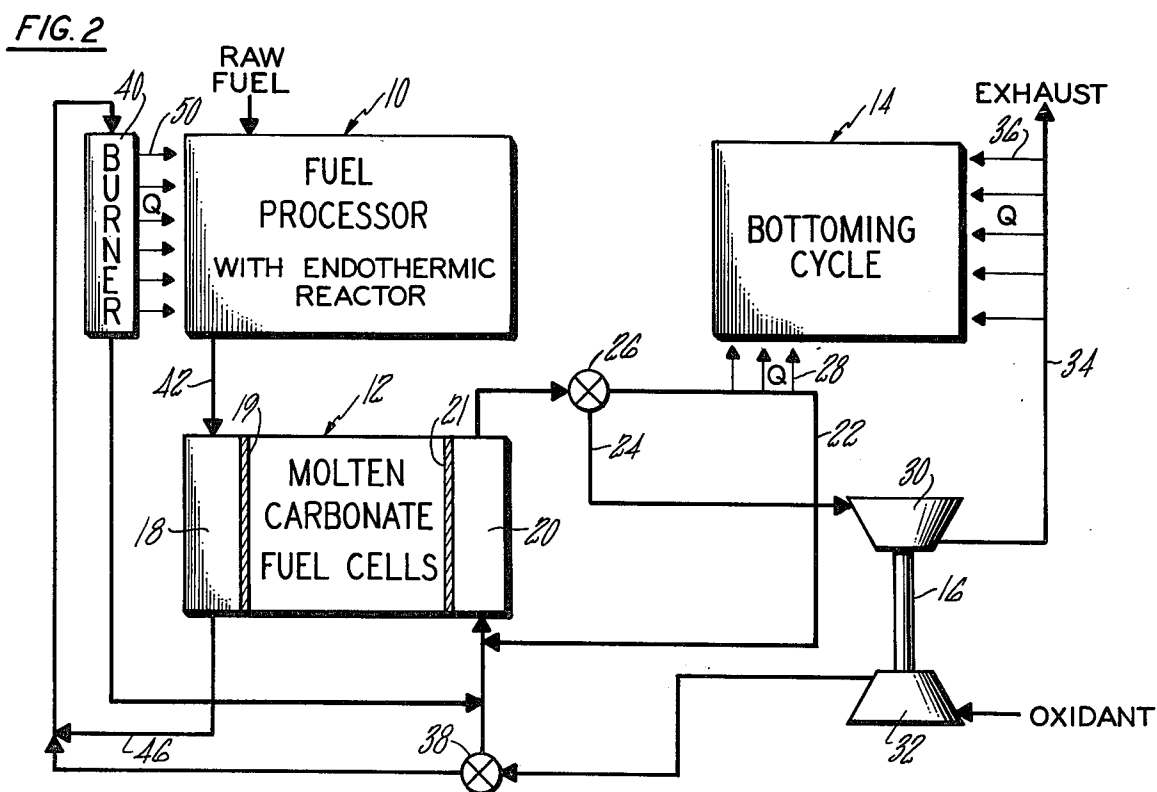 FIG. 2
RAW
FUEL
40
50
10
BURNER
Q
FUEL
PROCESSOR
WITH ENDOTHERMIC
REACTOR
14
BOTTOMING
CYCLE
EXHAUST
36
Q
34
42
12
19
21
26
Q
28
24
22
18
MOLTEN
CARBONATE
FUEL CELLS
20
30
16
46
38
32
OXIDANT